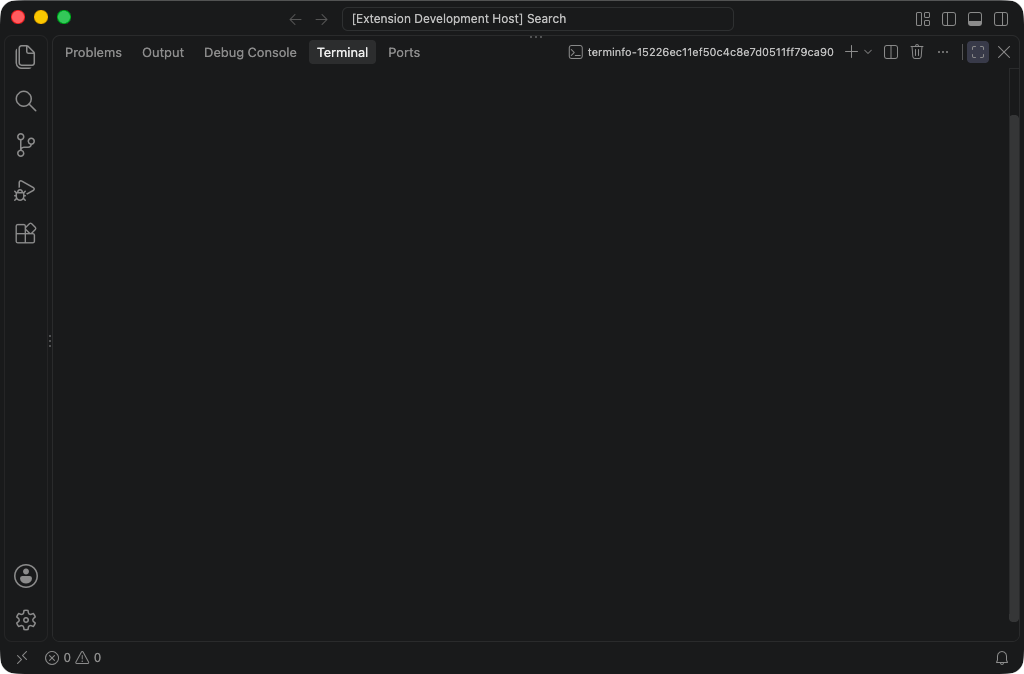 [Extension Development Host] Search
Problems Output Debug Console Terminal Ports terminfo-15226ec11ef50c4c8e7d0511ff79ca90
0 0